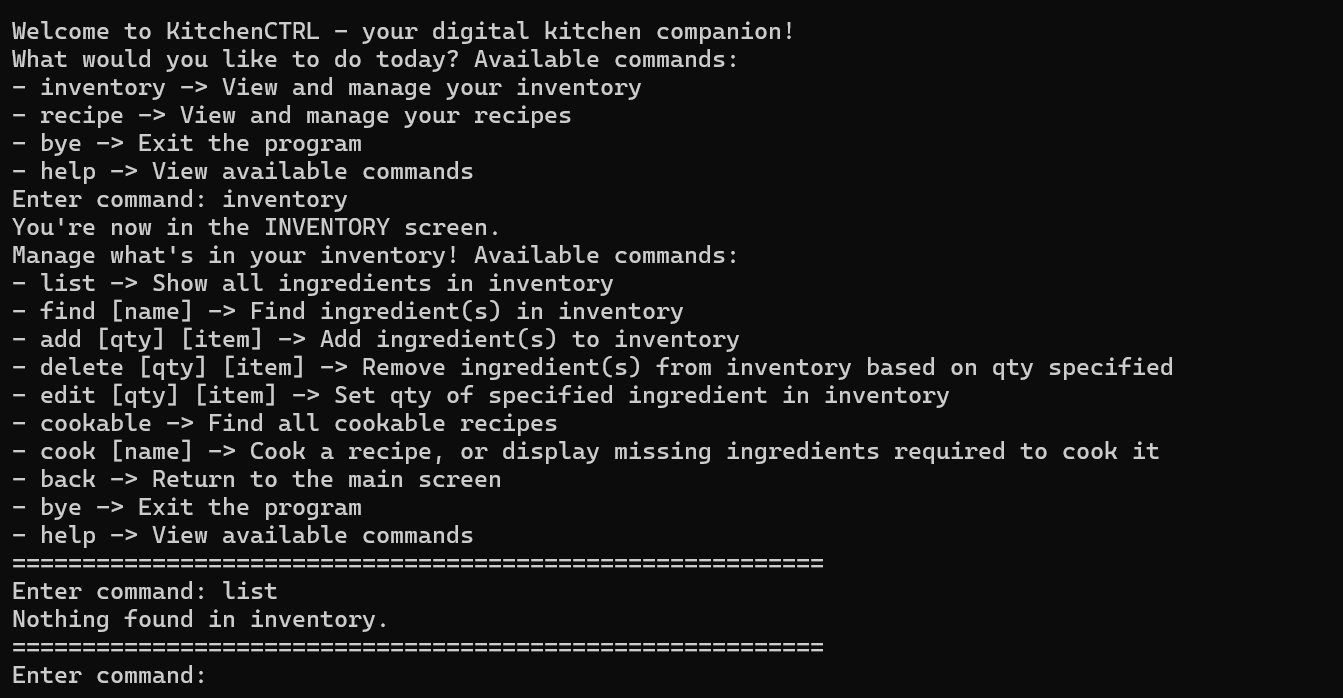 Welcome to KitchenCTRL - your digital kitchen companion!
What would you like to do today? Available commands:
- inventory -> View and manage your inventory
- recipe -> View and manage your recipes
- bye -> Exit the program
- help -> View available commands
Enter command: inventory
You're now in the INVENTORY screen.
Manage what's in your inventory! Available commands:
- list -> Show all ingredients in inventory
- find [name] -> Find ingredient(s) in inventory
- add [qty] [item] -> Add ingredient(s) to inventory
- delete [qty] [item] -> Remove ingredient(s) from inventory based on qty specified
- edit [qty] [item] -> Set qty of specified ingredient in inventory
- cookable -> Find all cookable recipes
- cook [name] -> Cook a recipe, or display missing ingredients required to cook it
- back -> Return to the main screen
- bye -> Exit the program
- help -> View available commands
==========================================================
Enter command: list
Nothing found in inventory.
==========================================================
Enter command: